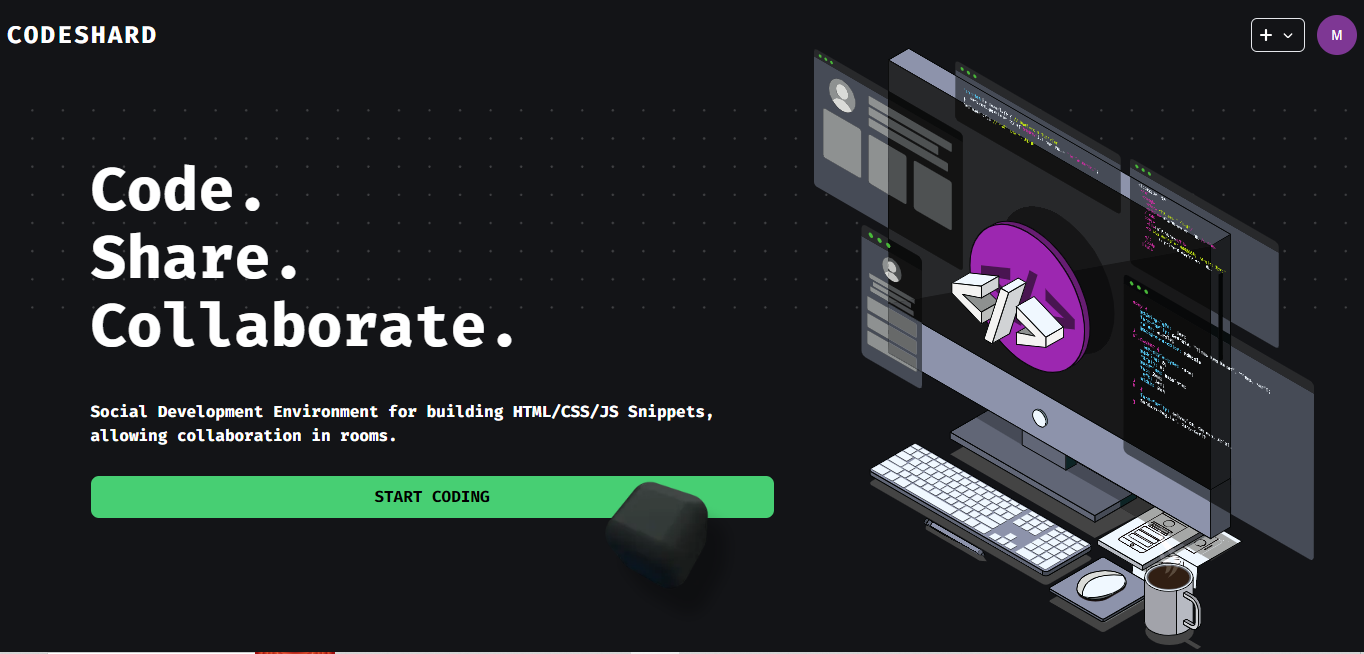 CODESHARD
+
M
Code.
Share.
Collaborate.
Social Development Environment for building HTML/CSS/JS Snippets,
allowing collaboration in rooms.
START CODING
<//>